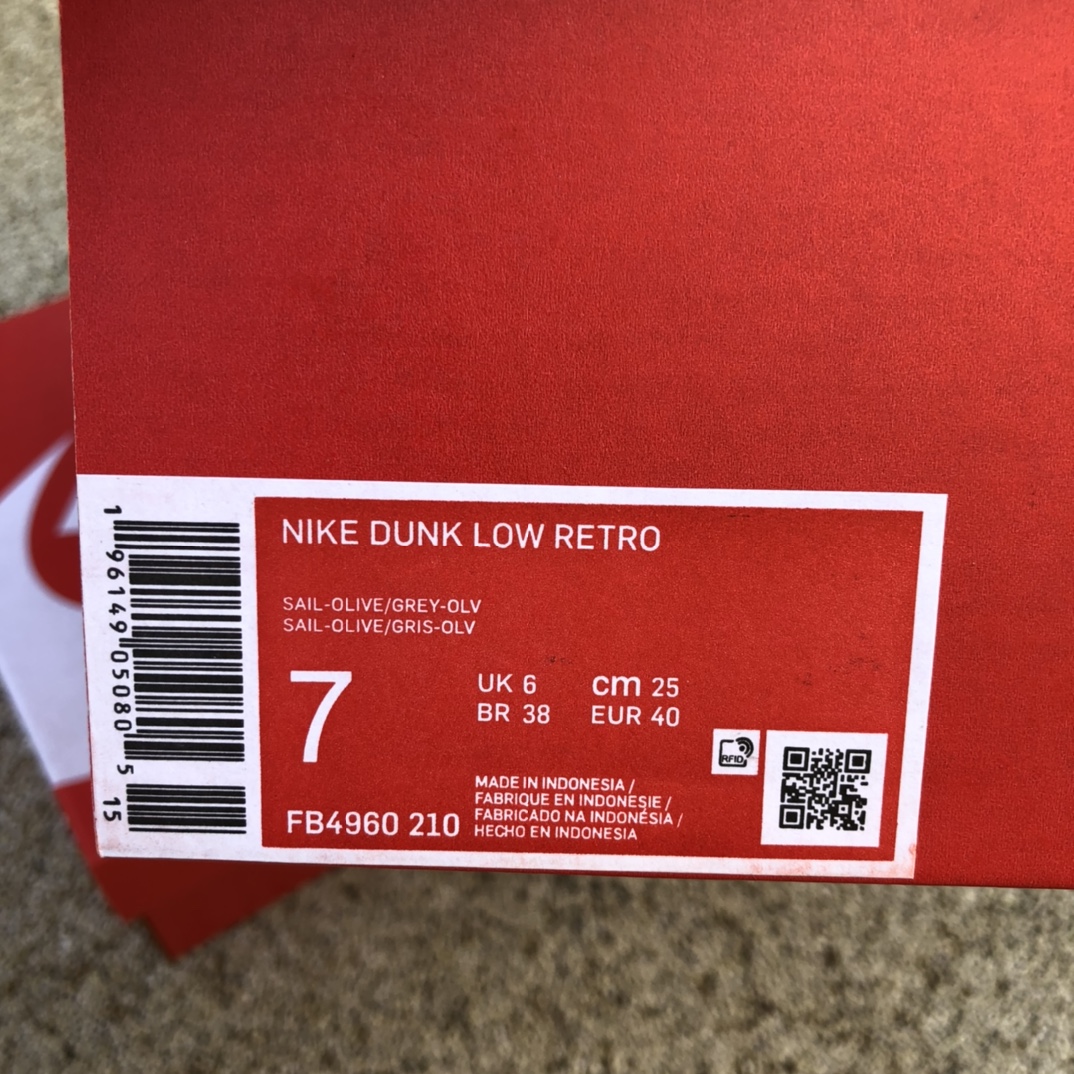 NIKE DUNK LOW RETRO
SAIL-OLIVE/GREY-OLV
SAIL-OLIVE/GRIS-OLV
7
UK 6 cm 25
BR 38 EUR 40
RFID
MADE IN INDONESIA /
FABRIQUE EN INDONESIE /
FABRICADO NA INDONÉSIA /
HECHO EN INDONESIA
FB4960 210
1 96149 05080 5 15